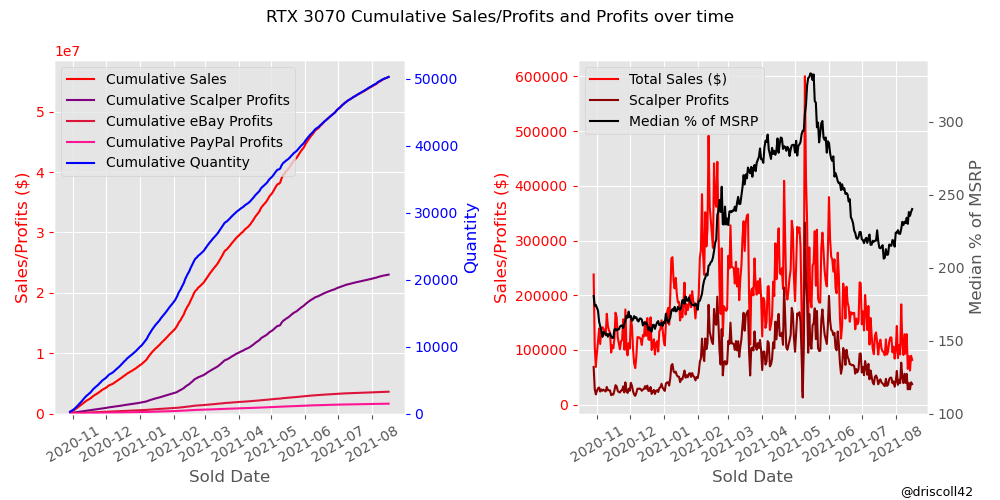 RTX 3070 Cumulative Sales/Profits and Profits over time
1e7
Cumulative Sales
Cumulative Scalper Profits
Cumulative eBay Profits
Cumulative PayPal Profits
Cumulative Quantity
5
4
3
2
1
0
Sales/Profits ($)
50000
40000
30000
20000
10000
0
Quantity
2020-11
2020-12
2021-01
2021-02
2021-03
2021-04
2021-05
2021-06
2021-07
2021-08
Sold Date
Total Sales ($)
Scalper Profits
Median % of MSRP
600000
500000
400000
300000
200000
100000
0
Sales/Profits ($)
300
250
200
150
100
Median % of MSRP
2020-11
2020-12
2021-01
2021-02
2021-03
2021-04
2021-05
2021-06
2021-07
2021-08
Sold Date
@driscoll42